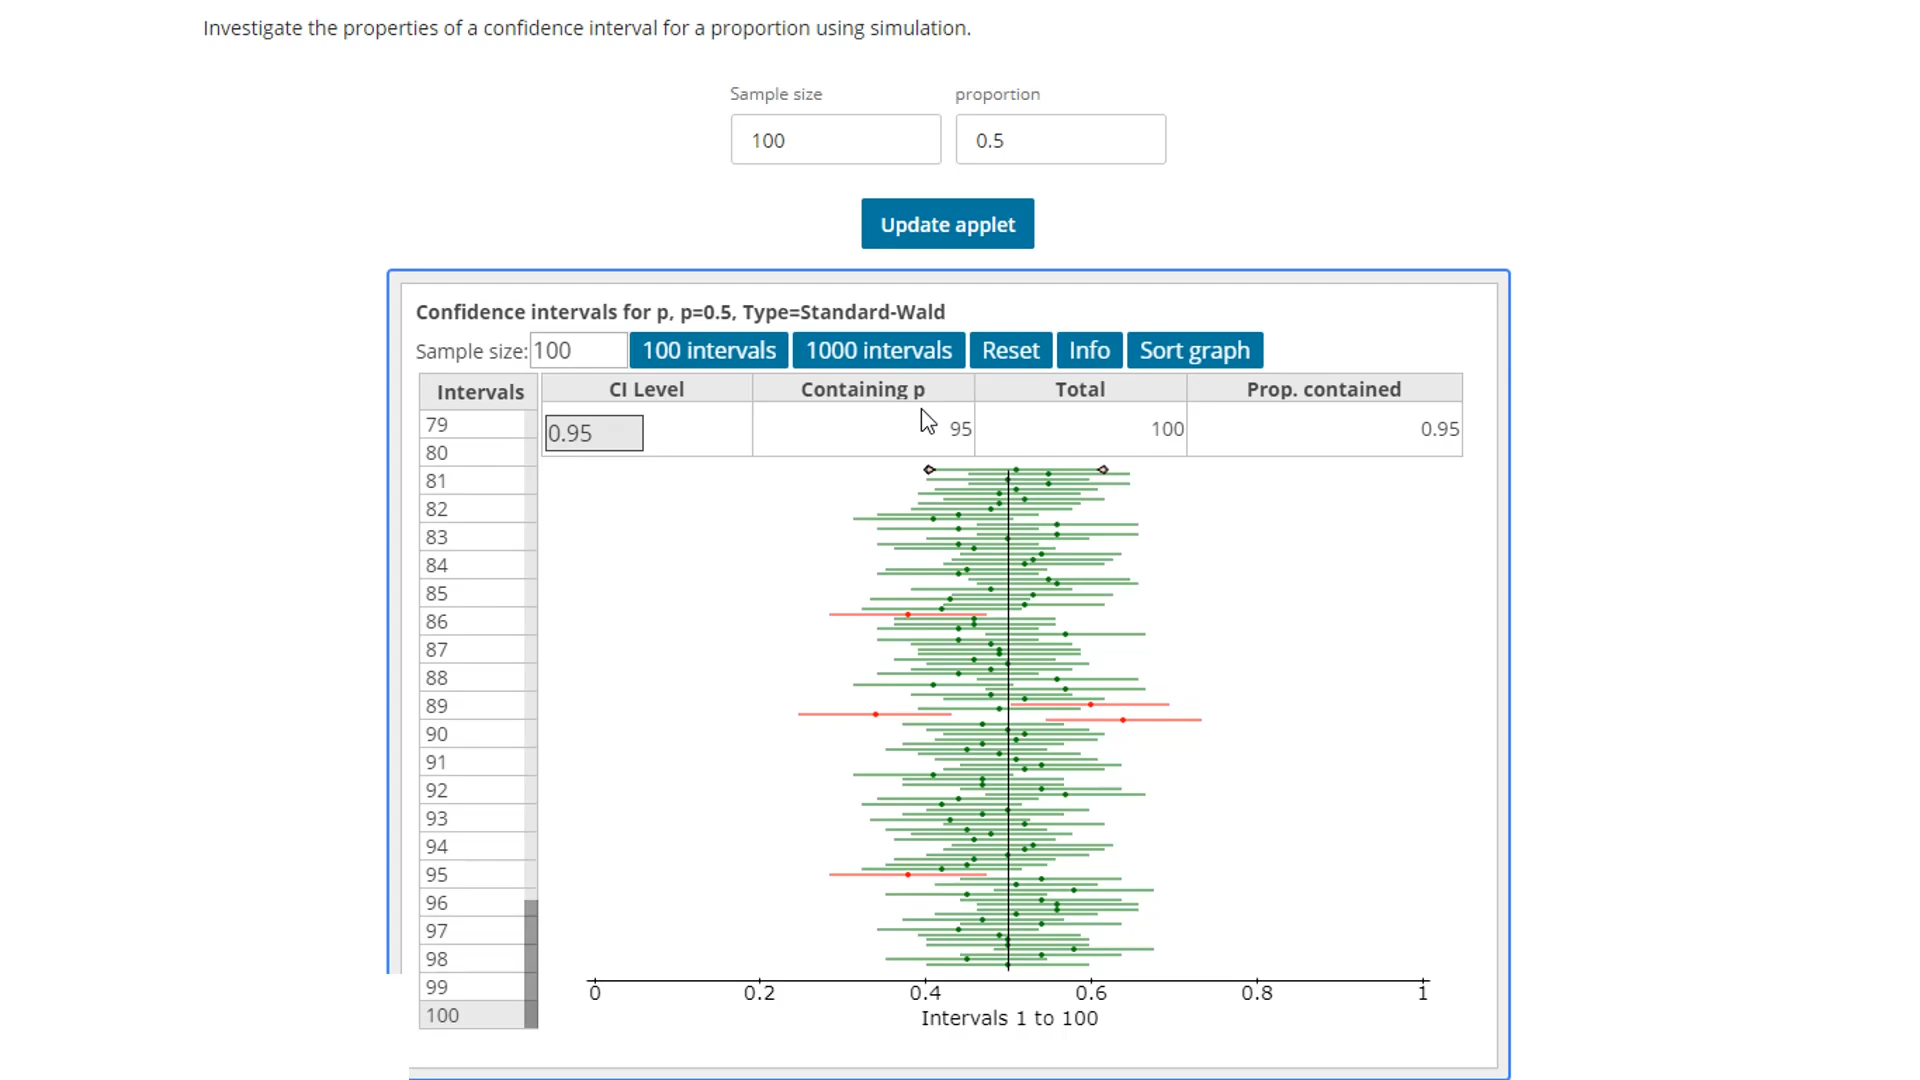 Investigate the properties of a confidence interval for a proportion using simulation.
Sample size proportion
100 0.5
Update applet
Confidence intervals for p, p=0.5, Type=Standard-Wald
Sample size: 100 100 intervals 1000 intervals Reset Info Sort graph
Intervals CI Level Containing p Total Prop. contained
0.95 95 100 0.95
79
80
81
82
83
84
85
86
87
88
89
90
91
92
93
94
95
96
97
98
99
100
0 0.2 0.4 0.6 0.8 1
Intervals 1 to 100